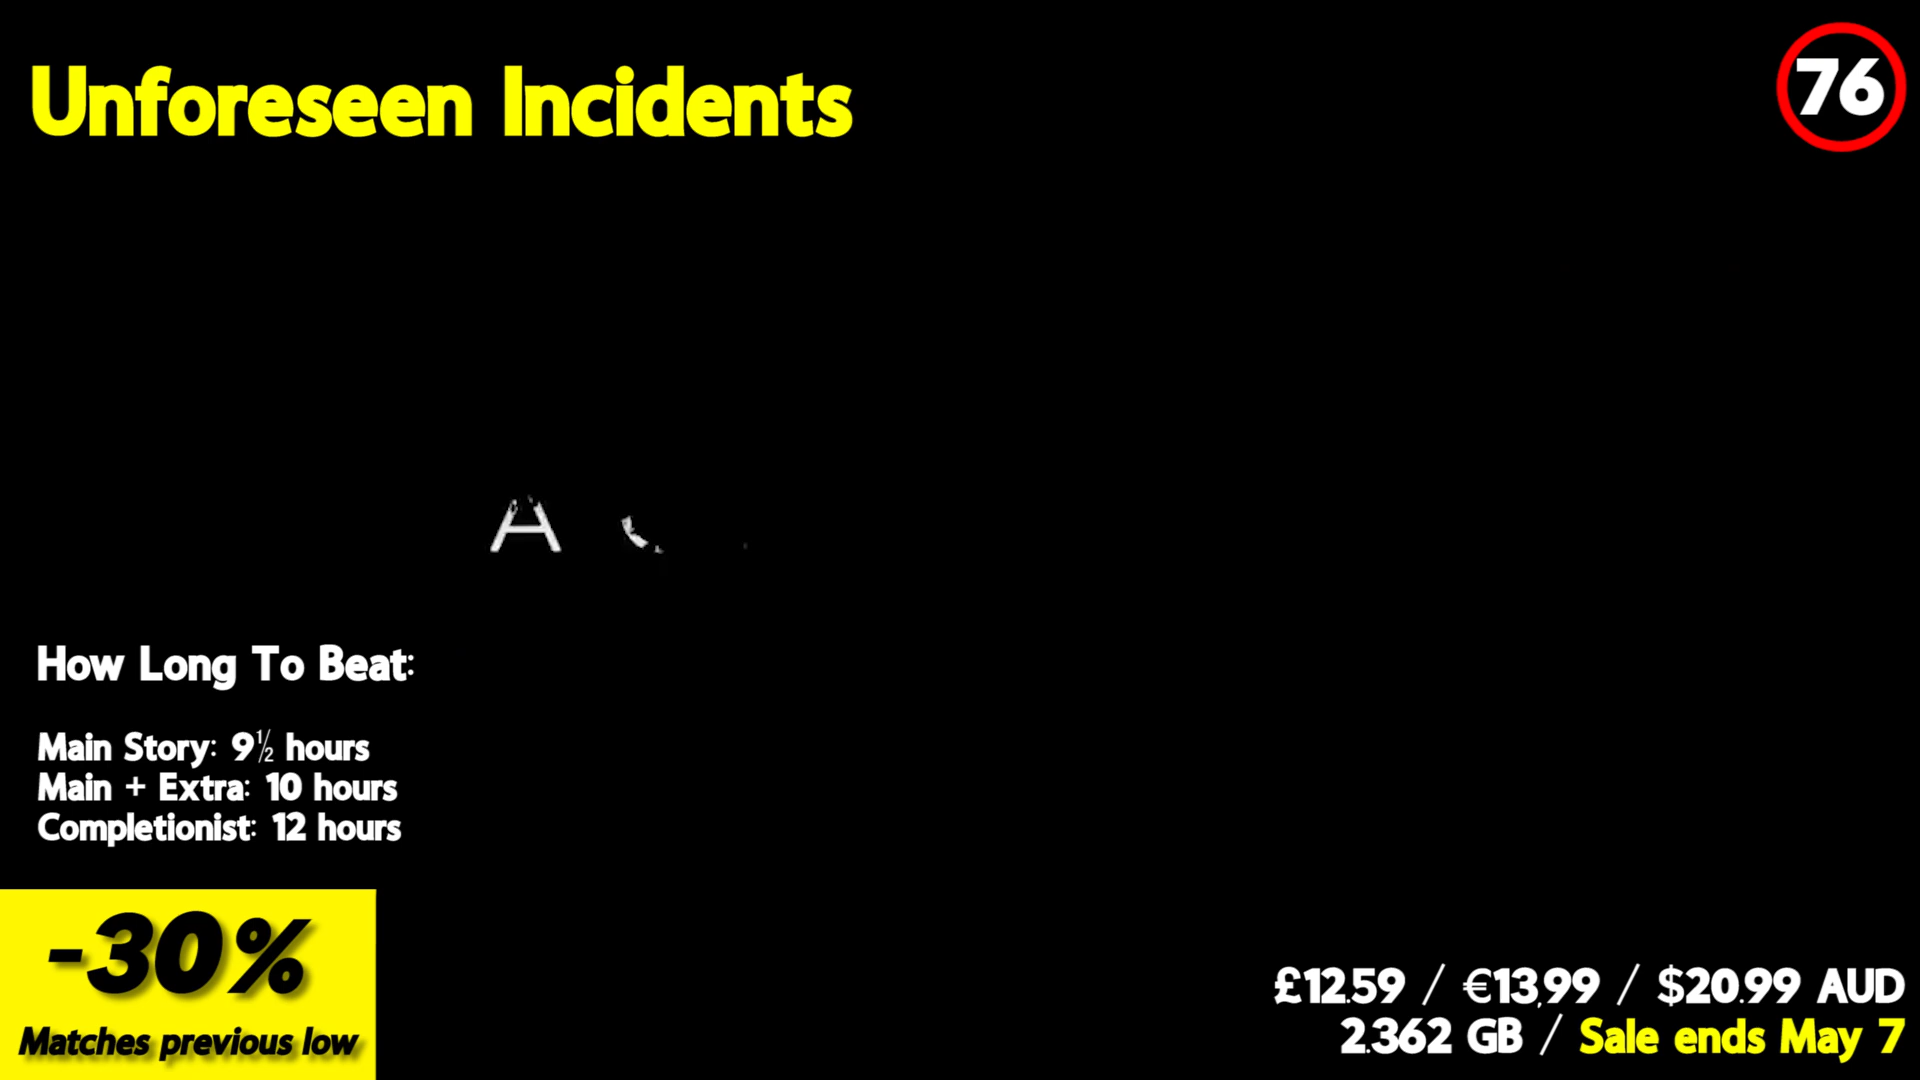 Unforeseen Incidents
76
A
How Long To Beat:
Main Story: 9½ hours
Main + Extra: 10 hours
Completionist: 12 hours
-30%
Matches previous low
£12.59 / €13,99 / $20.99 AUD
2.362 GB / Sale ends May 7